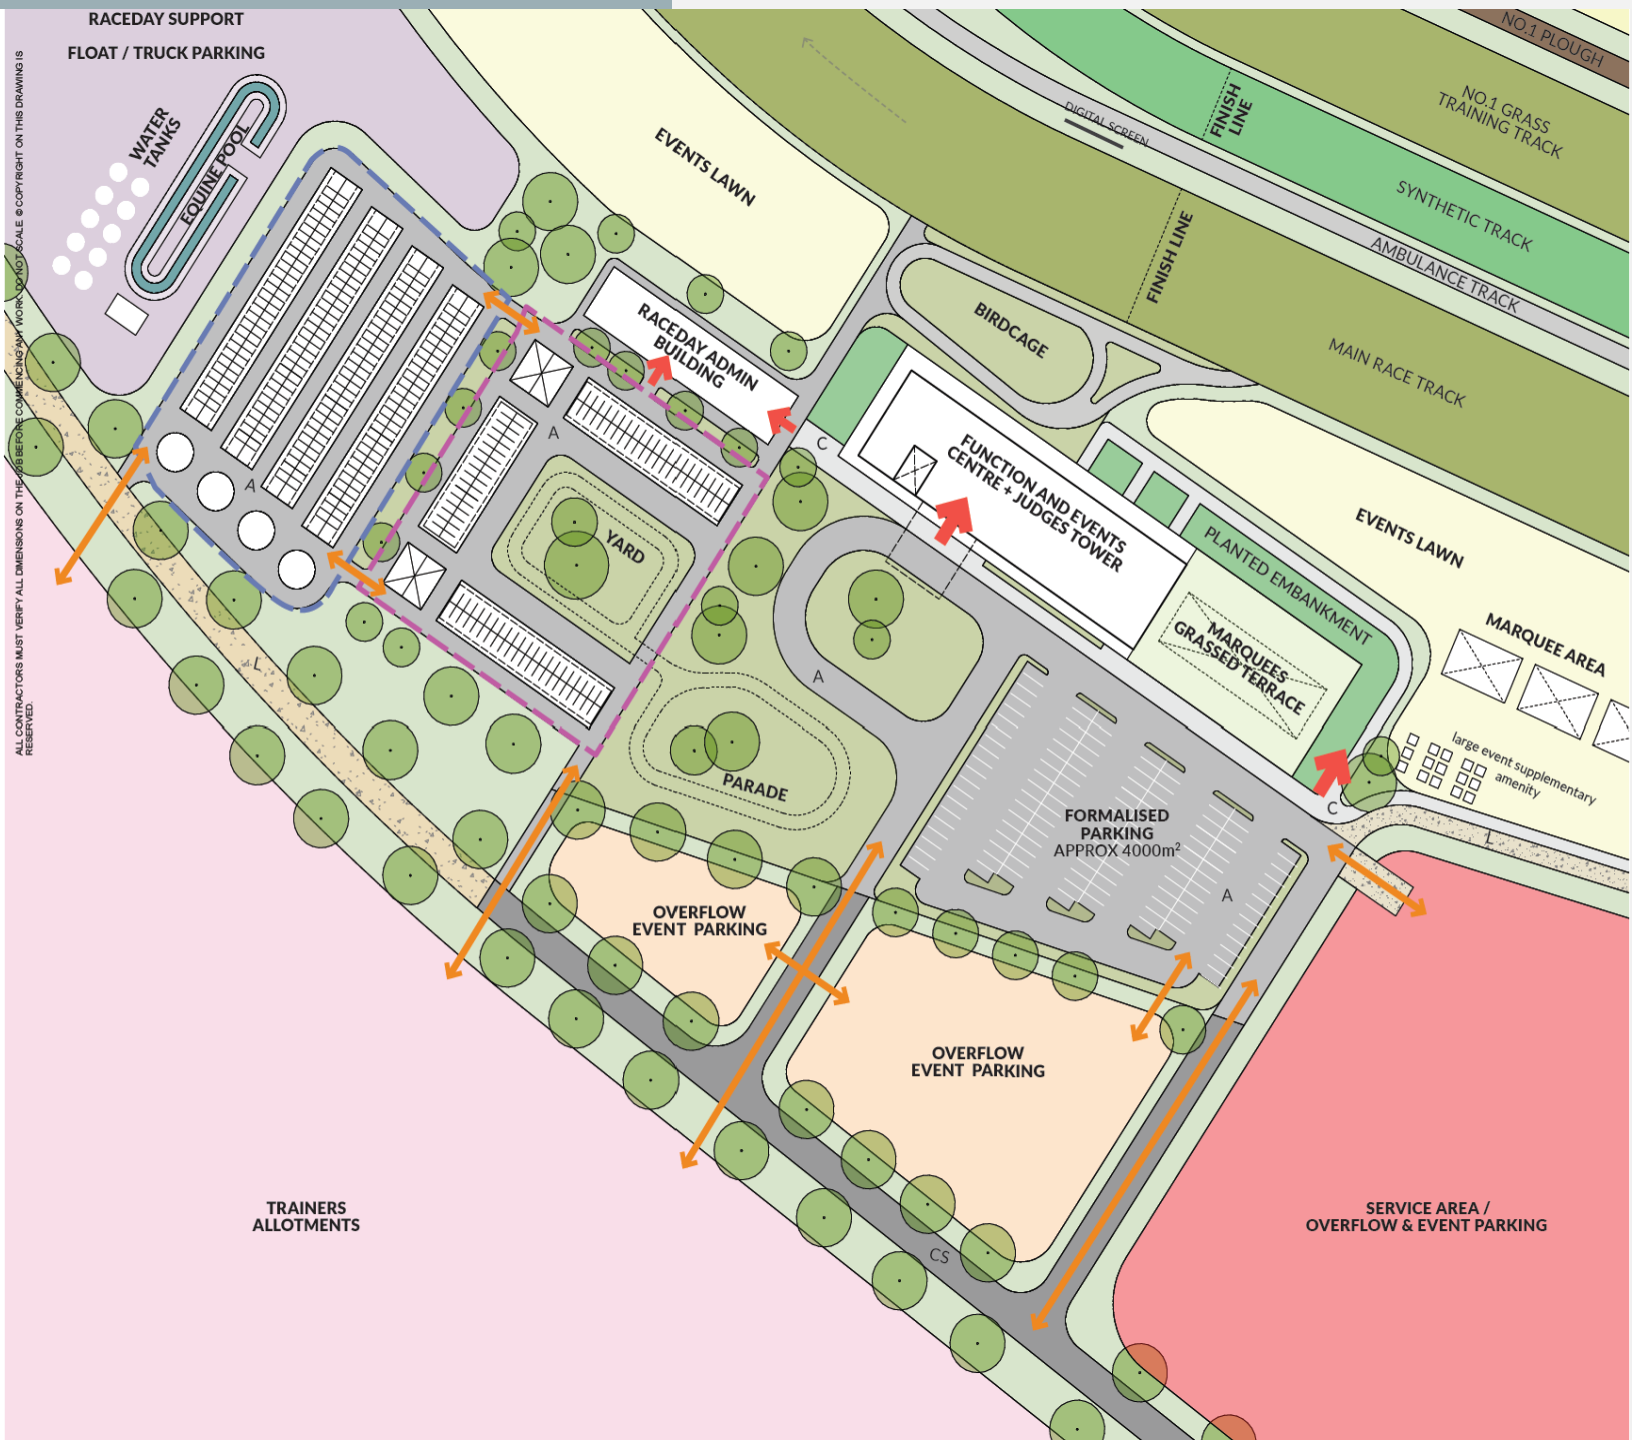 RACEDAY SUPPORT
FLOAT / TRUCK PARKING
NO.1 PLOUGH
NO.1 GRASS
TRAINING TRACK
FINISH
LINE
DIGITAL SCREEN
SYNTHETIC TRACK
AMBULANCE TRACK
WATER
TANKS
EQUINE POOL
EVENTS LAWN
FINISH LINE
MAIN RACE TRACK
BIRDCAGE
RACEDAY ADMIN
BUILDING
ALL CONTRACTORS MUST VERIFY ALL DIMENSIONS ON THE JOB BEFORE COMMENCING ANY WORK. DO NOT SCALE. © COPYRIGHT ON THIS DRAWING IS
RESERVED.
A
A
C
FUNCTION AND EVENTS
CENTRE + JUDGES TOWER
YARD
EVENTS LAWN
PLANTED EMBANKMENT
MARQUEES
GRASSED TERRACE
MARQUEE AREA
large event supplementary
amenity
L
A
PARADE
C
L
FORMALISED
PARKING
APPROX 4000m²
A
OVERFLOW
EVENT PARKING
OVERFLOW
EVENT PARKING
TRAINERS
ALLOTMENTS
CS
SERVICE AREA /
OVERFLOW & EVENT PARKING